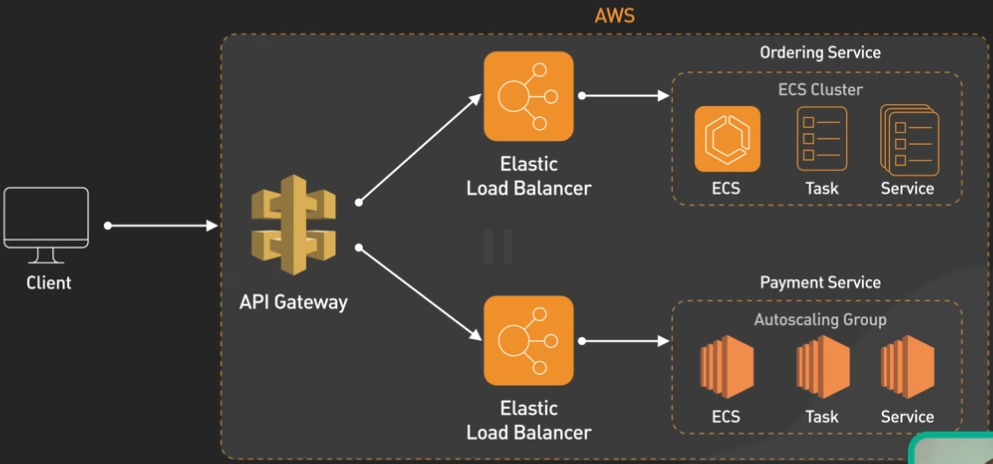 AWS
Ordering Service
ECS Cluster
ECS
Task
Service
Elastic
Load Balancer
Client
API Gateway
Payment Service
Autoscaling Group
ECS
Task
Service
Elastic
Load Balancer